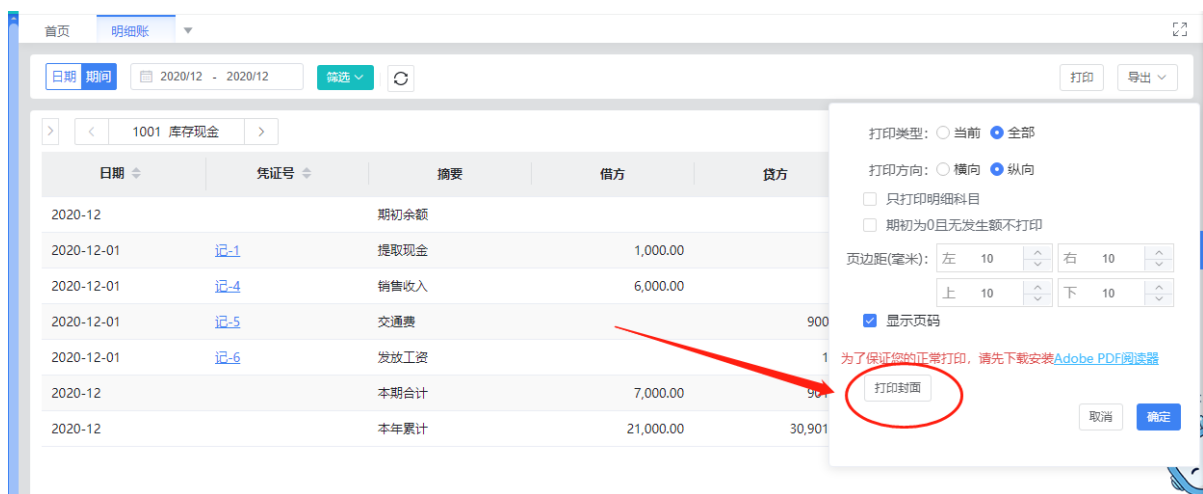 首页 明细账
日期 期间 2020/12 - 2020/12 筛选 打印 导出
1001 库存现金
日期 凭证号 摘要 借方 贷方
2020-12 期初余额
2020-12-01 记-1 提取现金 1,000.00
2020-12-01 记-4 销售收入 6,000.00
2020-12-01 记-5 交通费 900
2020-12-01 记-6 发放工资 1
2020-12 本期合计 7,000.00 901
2020-12 本年累计 21,000.00 30,901
打印类型： 当前 全部
打印方向： 横向 纵向
只打印明细科目
期初为0且无发生额不打印
页边距(毫米)： 左 10 右 10
上 10 下 10
显示页码
为了保证您的正常打印，请先下载安装Adobe PDF阅读器
打印封面
取消 确定